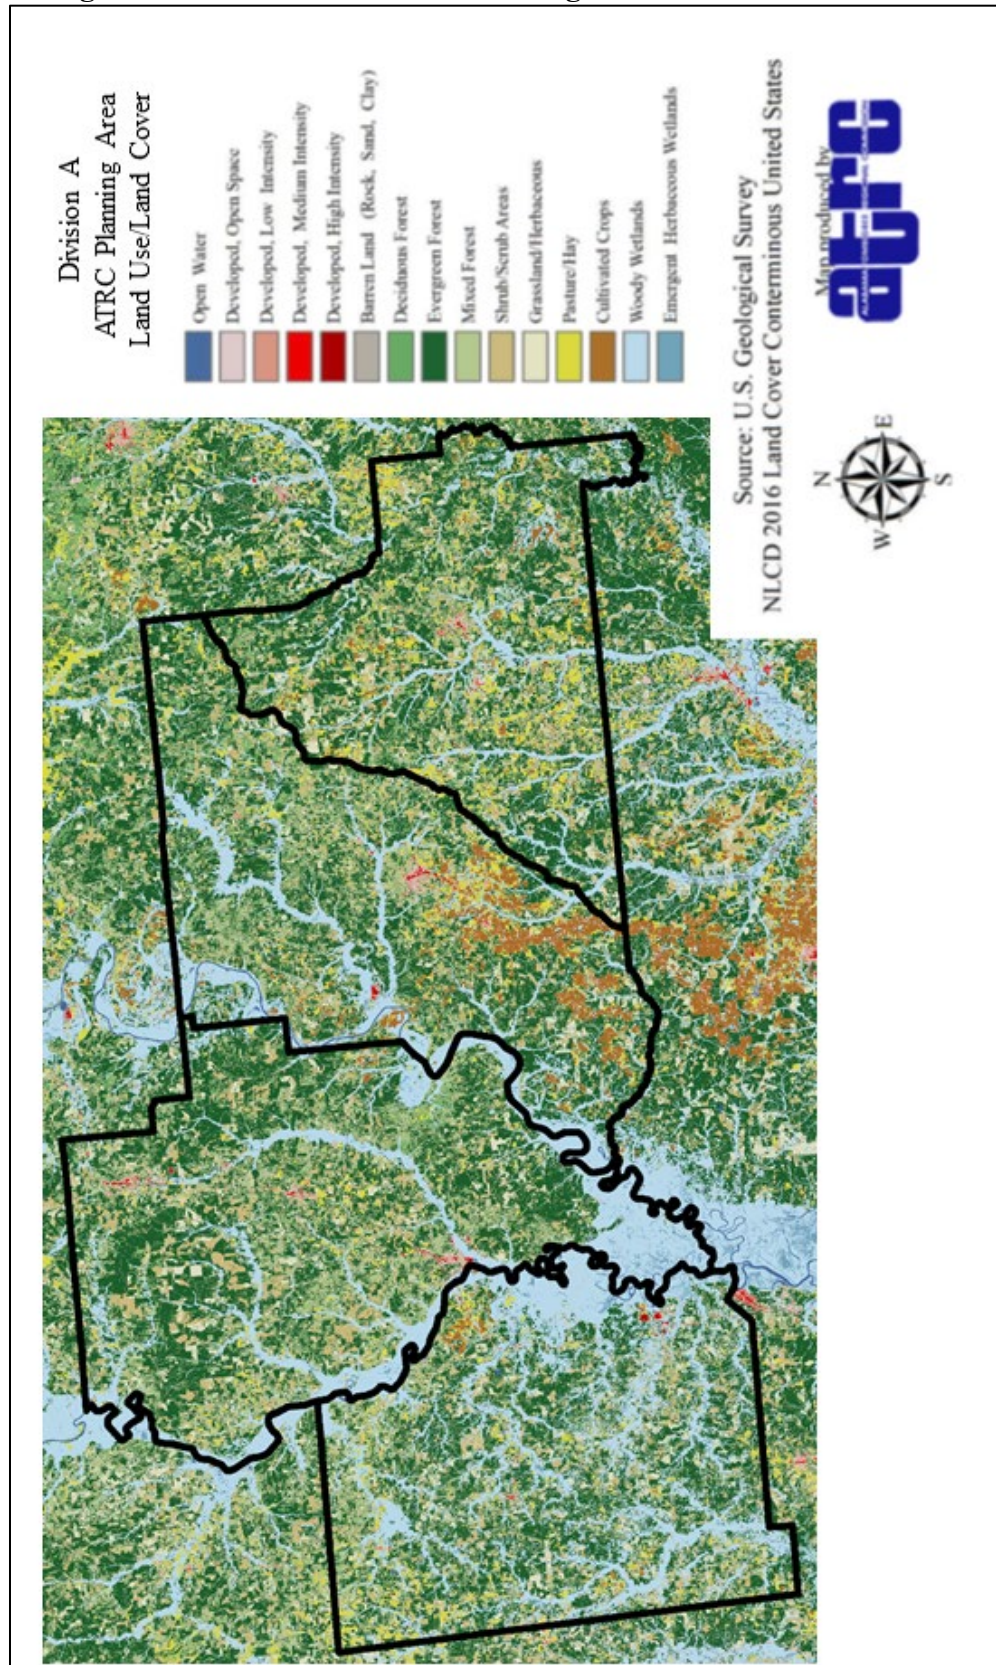 Division A
ATRC Planning Area
Land Use/Land Cover
Open Water
Developed, Open Space
Developed, Low Intensity
Developed, Medium Intensity
Developed, High Intensity
Barren Land (Rock, Sand, Clay)
Deciduous Forest
Evergreen Forest
Mixed Forest
Shrub/Scrub Areas
Grassland/Herbaceous
Pasture/Hay
Cultivated Crops
Woody Wetlands
Emergent Herbaceous Wetlands
Source: U.S. Geological Survey
NLCD 2016 Land Cover Conterminous United States
N
W
E
S
Map produced by
atrc